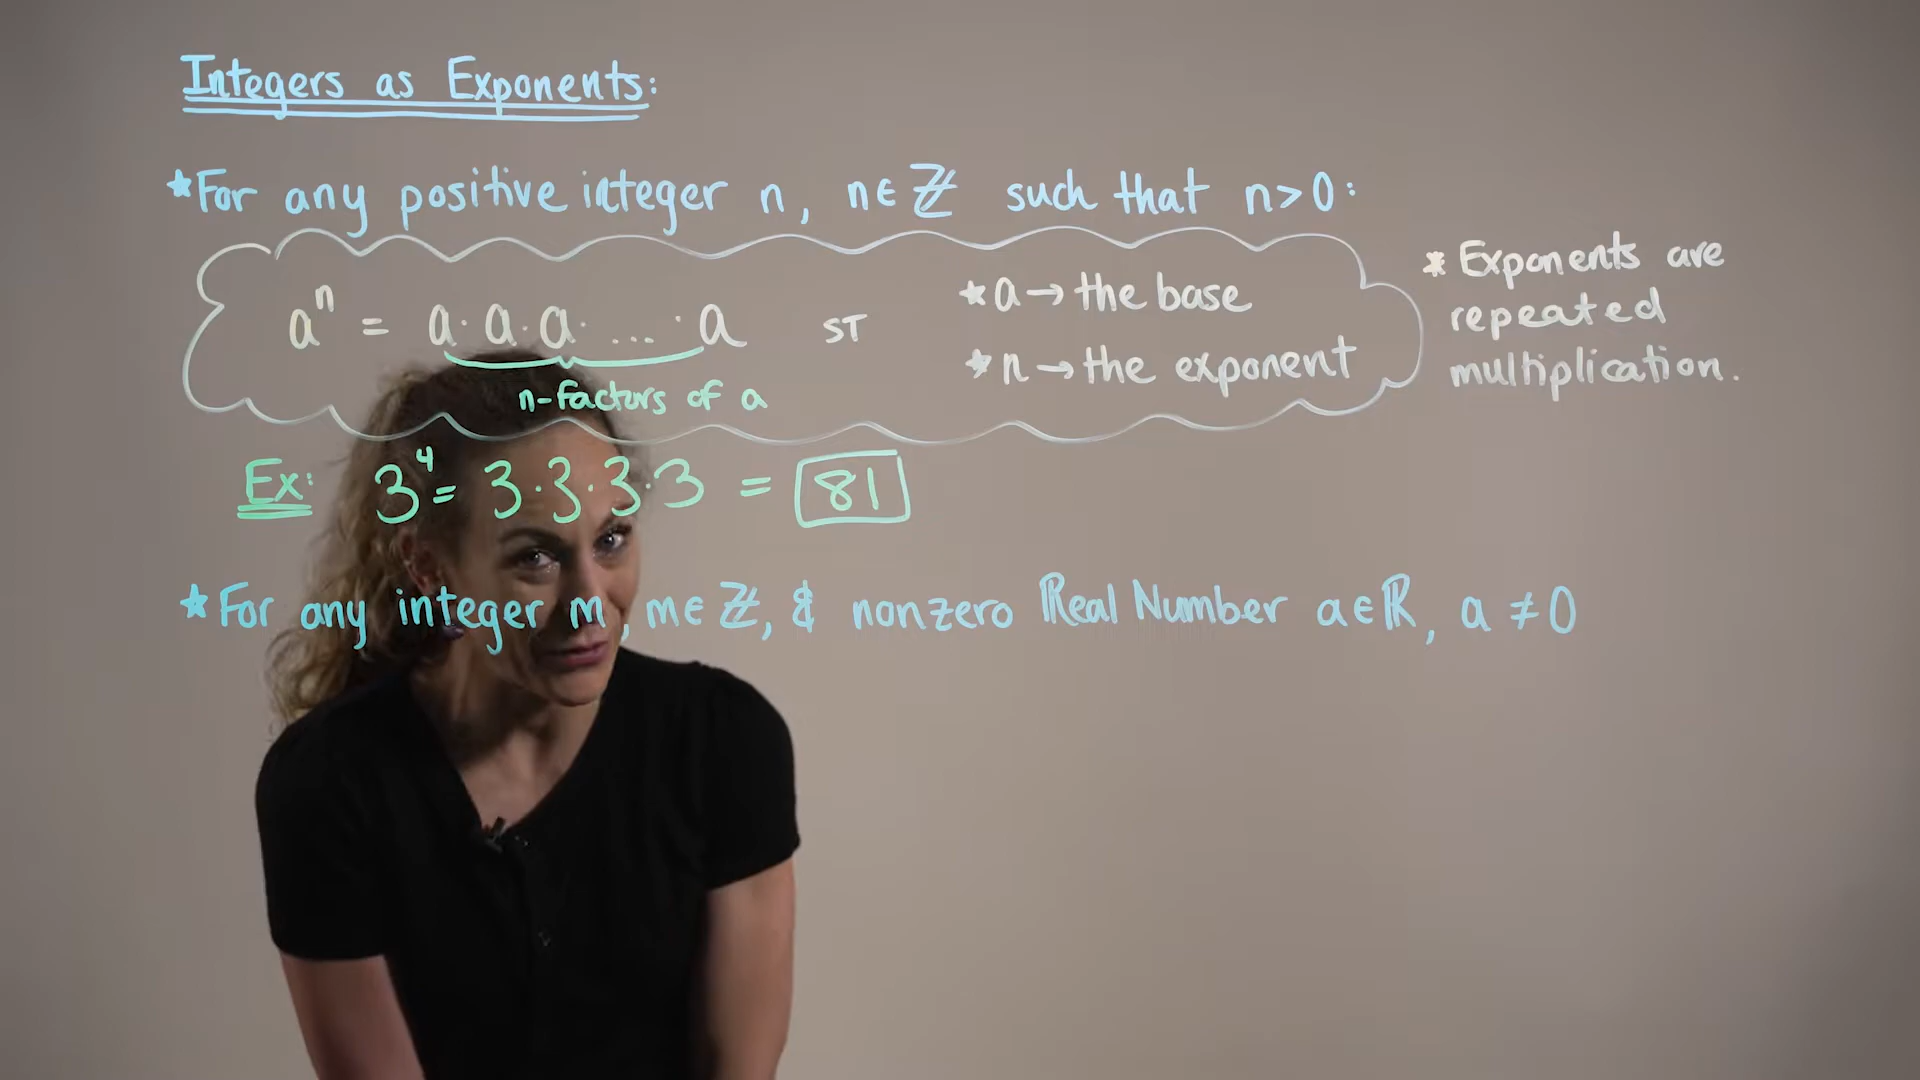 Integers as Exponents:
*For any positive integer n, n∈ℤ such that n>0:
aⁿ = a·a·a·...·a ST
n-factors of a
*a→the base
*n→the exponent
*Exponents are
repeated
multiplication.
Ex: 3⁴= 3·3·3·3 = 81
*For any integer m, m∈ℤ, & nonzero Real Number a∈ℝ, a≠0